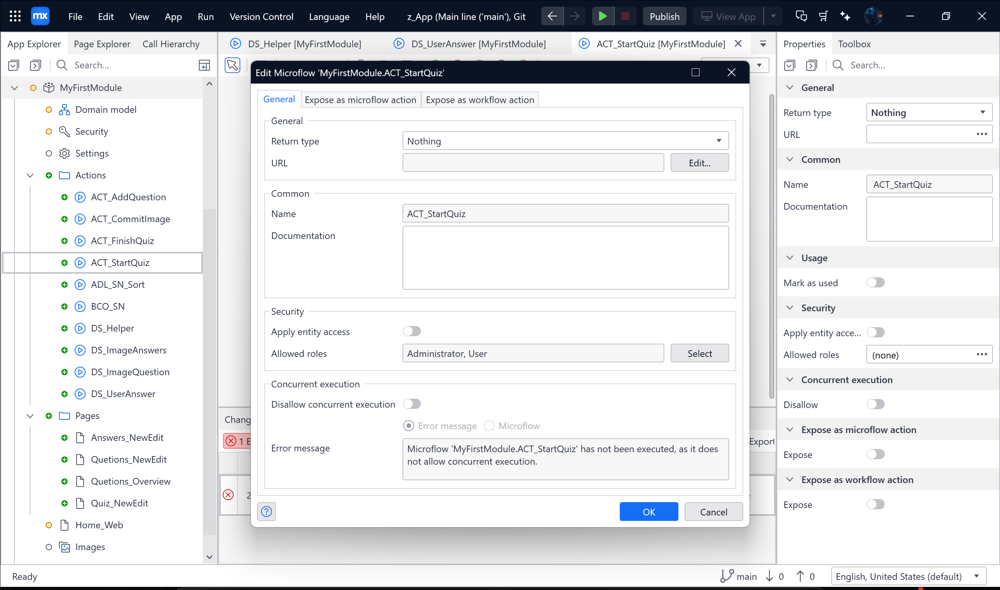 mx File Edit View App Run Version Control Language Help z_App (Main line ('main'), Git Publish View App
App Explorer Page Explorer Call Hierarchy
Search...
MyFirstModule
Domain model
Security
Settings
Actions
ACT_AddQuestion
ACT_CommitImage
ACT_FinishQuiz
ACT_StartQuiz
ADL_SN_Sort
BCO_SN
DS_Helper
DS_ImageAnswers
DS_ImageQuestion
DS_UserAnswer
Pages
Answers_NewEdit
Quetions_NewEdit
Quetions_Overview
Quiz_NewEdit
Home_Web
Images
DS_Helper [MyFirstModule] DS_UserAnswer [MyFirstModule] ACT_StartQuiz [MyFirstModule]
Edit Microflow 'MyFirstModule.ACT_StartQuiz'
General Expose as microflow action Expose as workflow action
General
Return type Nothing
URL Edit...
Common
Name ACT_StartQuiz
Documentation
Security
Apply entity access
Allowed roles Administrator, User Select
Concurrent execution
Disallow concurrent execution
Error message Microflow
Error message Microflow 'MyFirstModule.ACT_StartQuiz' has not been executed, as it does
not allow concurrent execution.
OK Cancel
Chang
1 E
Export
2
Properties Toolbox
Search...
General
Return type Nothing
URL
Common
Name ACT_StartQuiz
Documentation
Usage
Mark as used
Security
Apply entity acce...
Allowed roles (none)
Concurrent execution
Disallow
Expose as microflow action
Expose
Expose as workflow action
Expose
Ready main 0 0 English, United States (default)